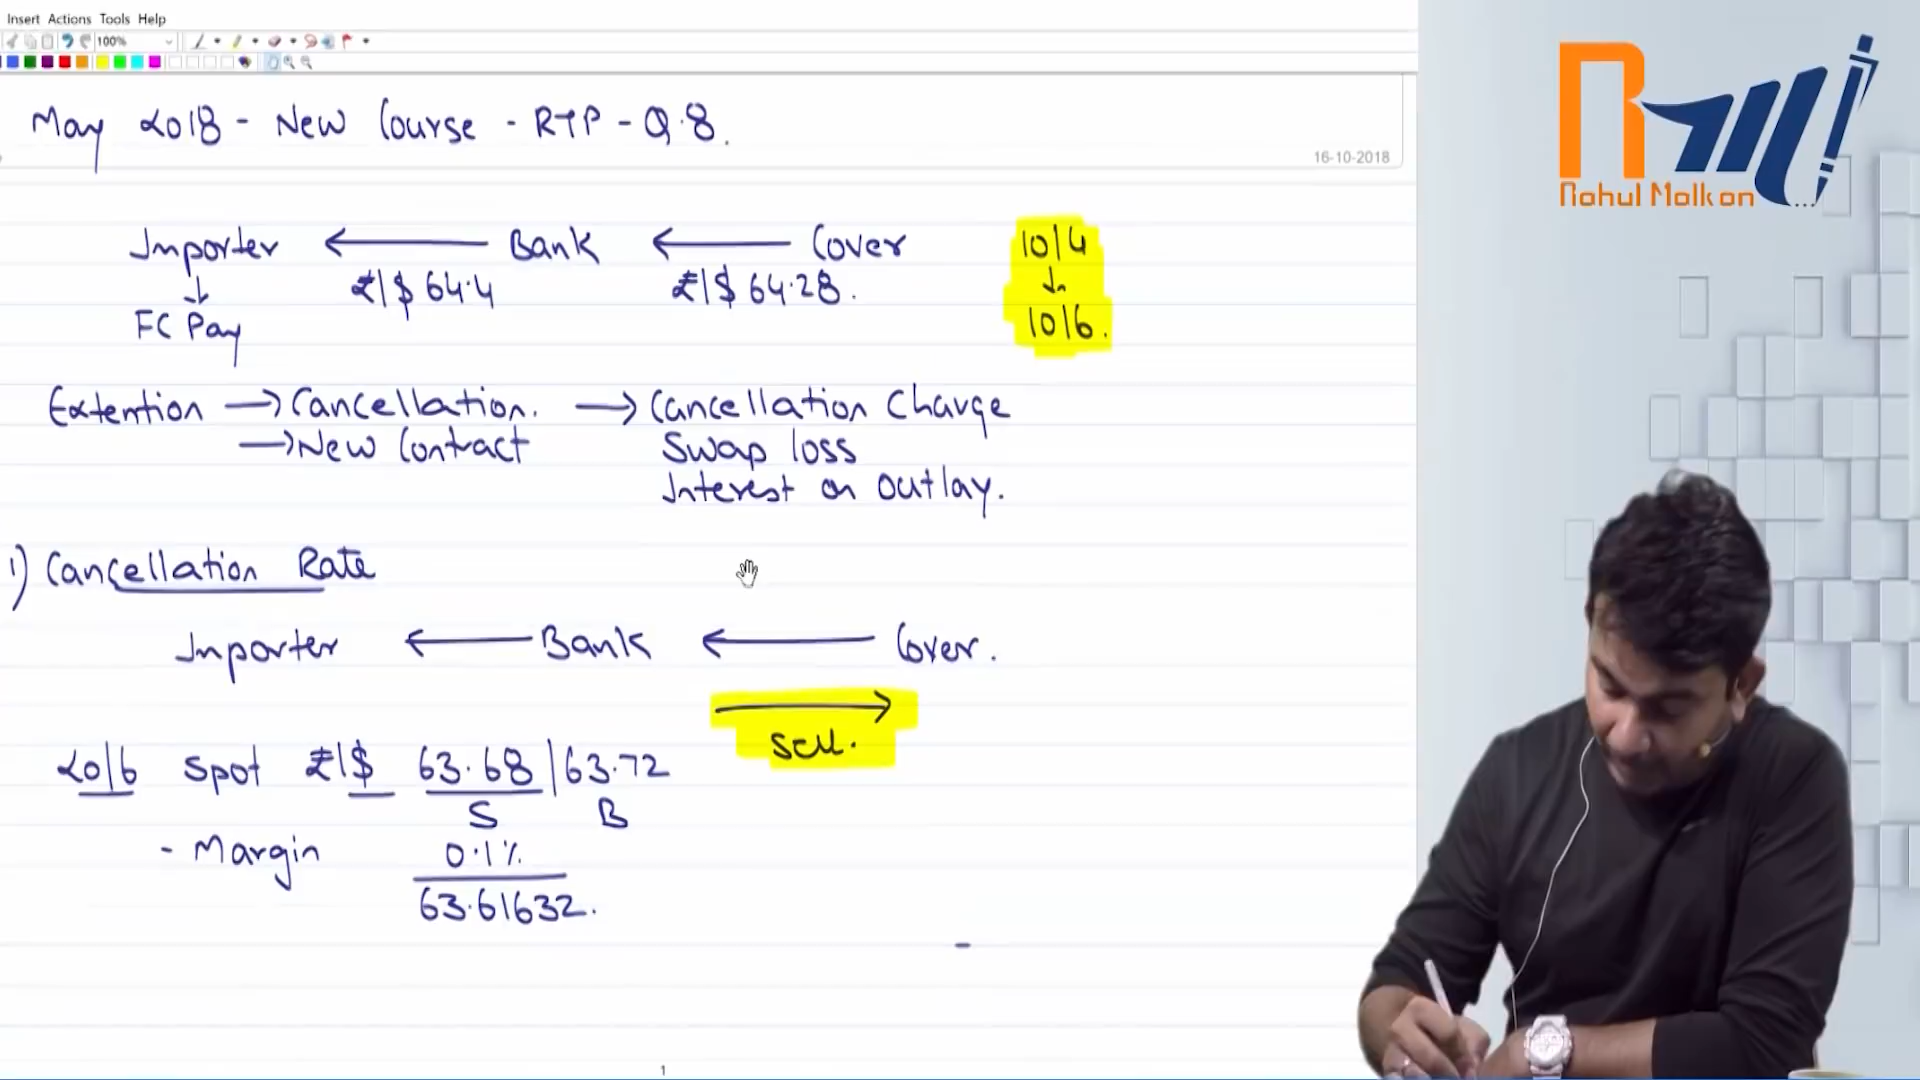 Insert Actions Tools Help
100%
May 2018 - New Course - RTP - Q.8.
16-10-2018
Importer ← Bank ← Cover
₹/$ 64.4 ₹/$ 64.28.
↓
FC Pay
10/4
↓
10/6.
Extention → Cancellation. → Cancellation Charge
→ New Contract Swap loss
Interest on outlay.
1) Cancellation Rate
Importer ← Bank ← Cover.
→
Sell.
20/6 Spot ₹/$ 63.68 | 63.72
S B
- Margin 0.1%
63.61632.
1
RM
Rahul Malkan